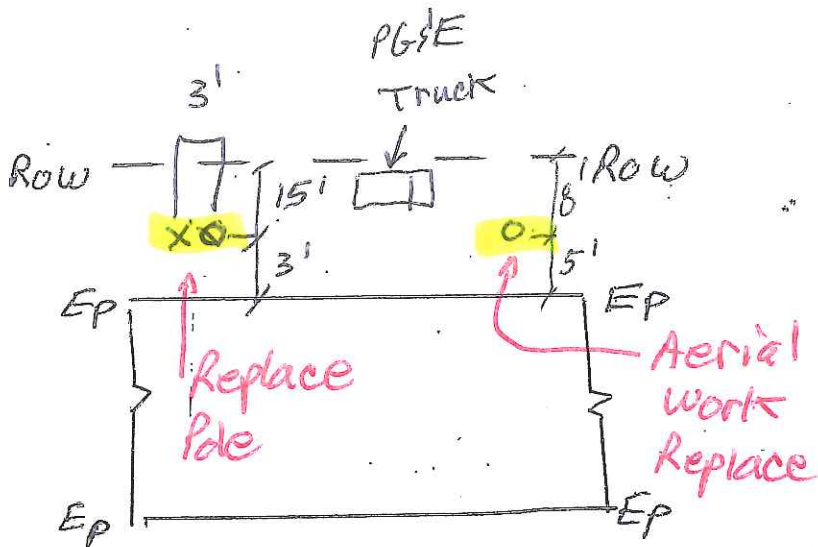 PG&E
Truck
3'
ROW
15'
ROW
8'
X O
O
3'
5'
Ep
Ep
Replace
Pole
Aerial
Work
Replace
Ep
Ep